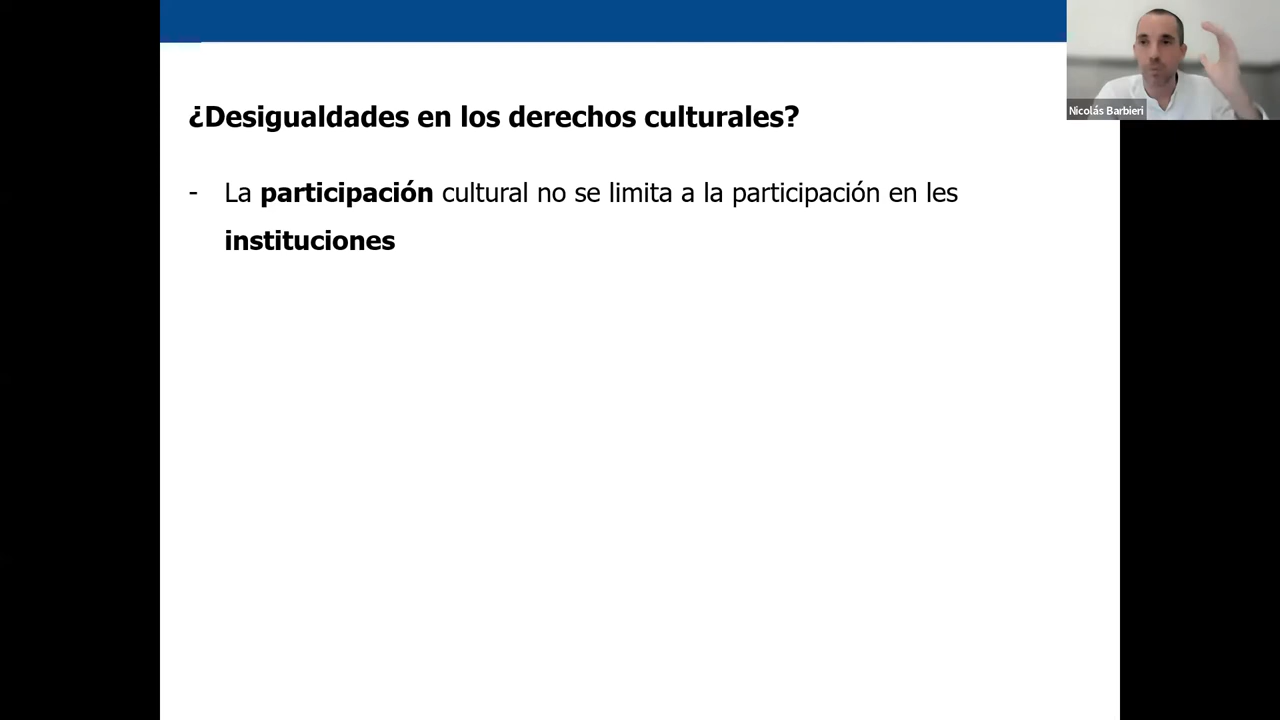 ¿Desigualdades en los derechos culturales?
- La participación cultural no se limita a la participación en les
instituciones
Nicolás Barbieri